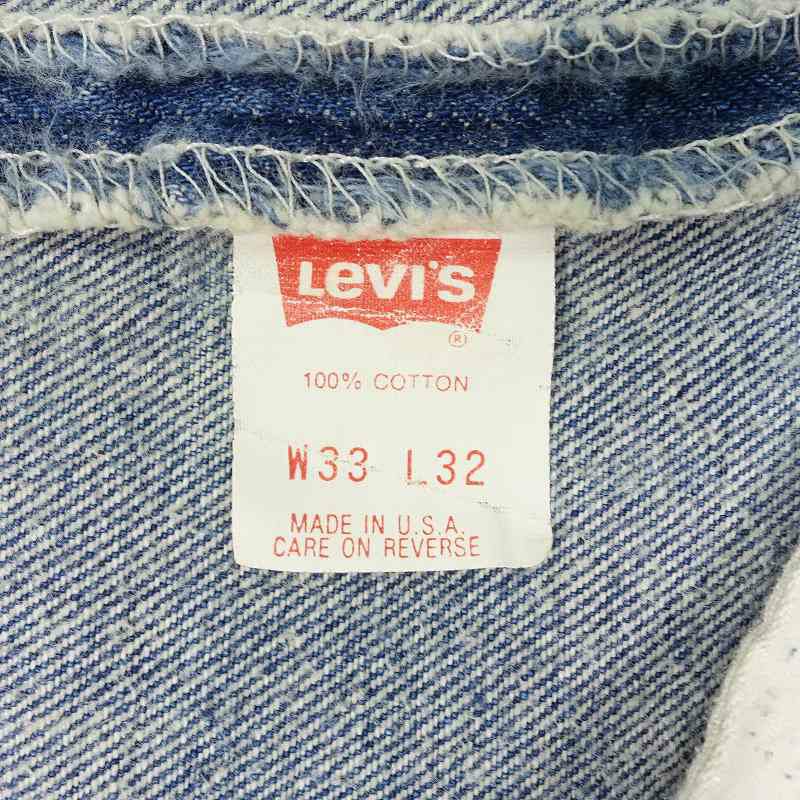 Levi's
®
100% COTTON
W33 L32
MADE IN U.S.A.
CARE ON REVERSE